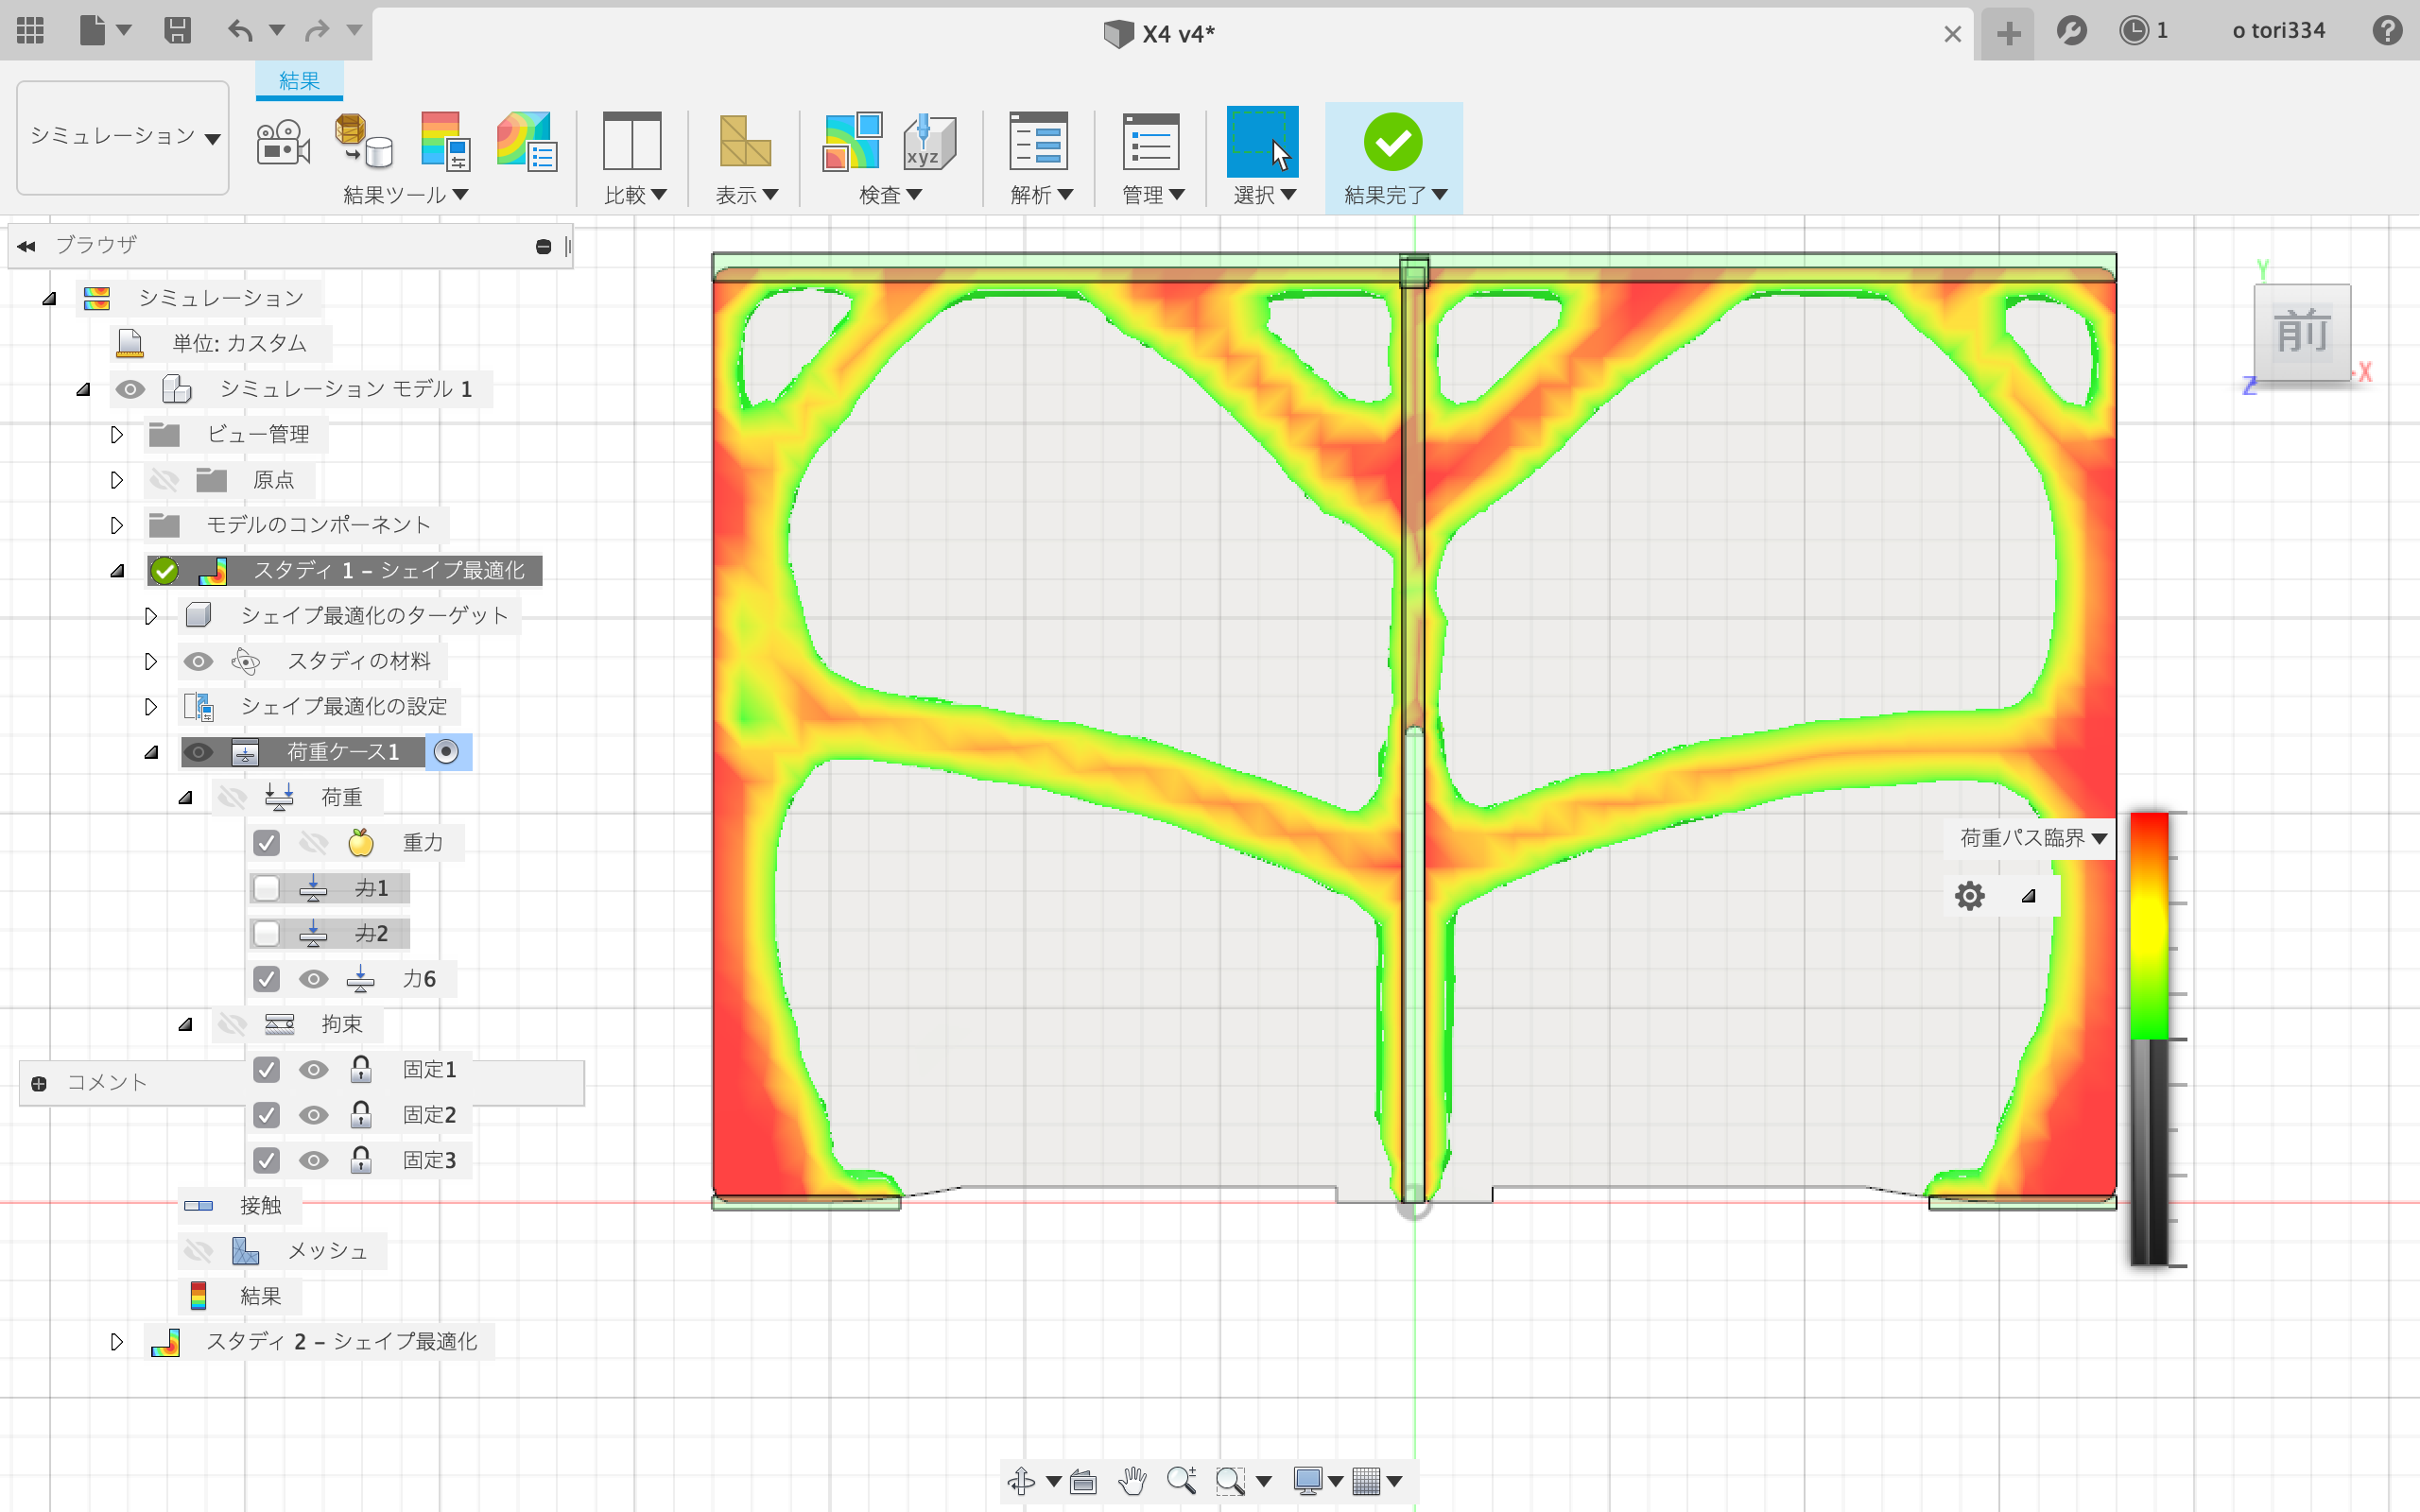 X4 v4*
1
o tori334
シミュレーション
結果
結果ツール
比較
表示
検査
xyz
解析
管理
選択
結果完了
ブラウザ
シミュレーション
単位: カスタム
シミュレーション モデル 1
ビュー管理
原点
モデルのコンポーネント
スタディ 1 – シェイプ最適化
シェイプ最適化のターゲット
スタディの材料
シェイプ最適化の設定
荷重ケース1
荷重
重力
力1
力2
力6
拘束
固定1
コメント
固定2
固定3
接触
メッシュ
結果
スタディ 2 – シェイプ最適化
Y
前
X
Z
荷重パス臨界